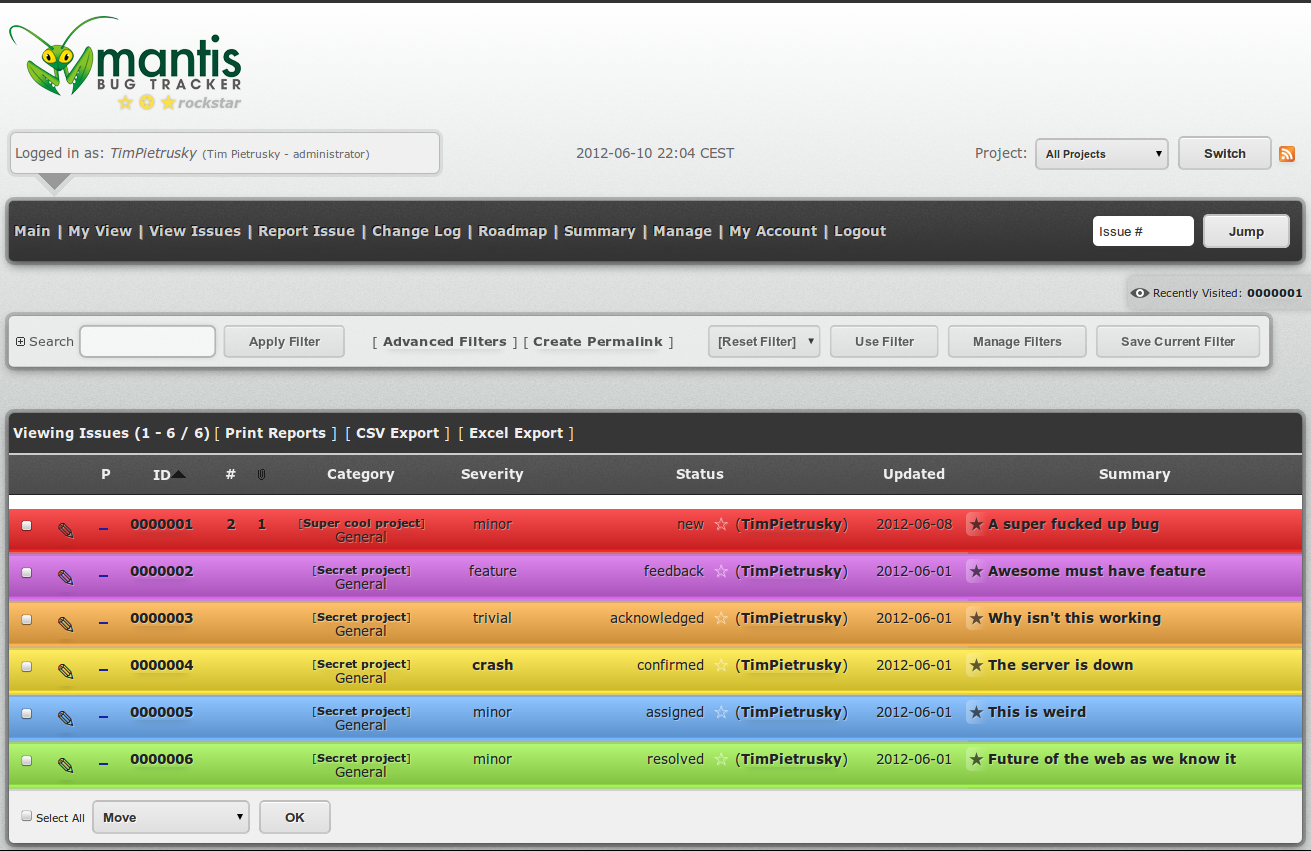 mantis
BUG TRACKER
rockstar
Logged in as: TimPietrusky (Tim Pietrusky - administrator) 2012-06-10 22:04 CEST Project: All Projects Switch
Main | My View | View Issues | Report Issue | Change Log | Roadmap | Summary | Manage | My Account | Logout Issue # Jump
Recently Visited: 0000001
Search Apply Filter [ Advanced Filters ] [ Create Permalink ] [Reset Filter] Use Filter Manage Filters Save Current Filter
Viewing Issues (1 - 6 / 6) [ Print Reports ] [ CSV Export ] [ Excel Export ]
P ID # Category Severity Status Updated Summary
0000001 2 1 [Super cool project] minor new (TimPietrusky) 2012-06-08 A super fucked up bug
General
0000002 [Secret project] feature feedback (TimPietrusky) 2012-06-01 Awesome must have feature
General
0000003 [Secret project] trivial acknowledged (TimPietrusky) 2012-06-01 Why isn't this working
General
0000004 [Secret project] crash confirmed (TimPietrusky) 2012-06-01 The server is down
General
0000005 [Secret project] minor assigned (TimPietrusky) 2012-06-01 This is weird
General
0000006 [Secret project] minor resolved (TimPietrusky) 2012-06-01 Future of the web as we know it
General
Select All Move OK